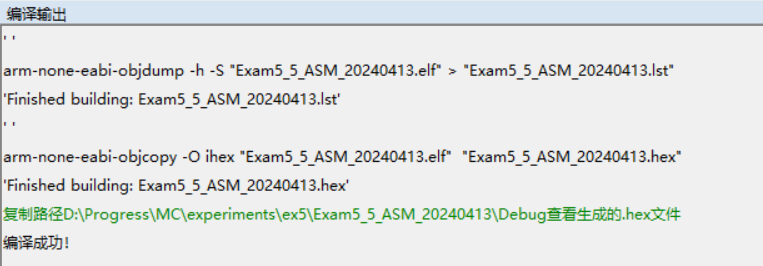 编译输出
' '
arm-none-eabi-objdump -h -S "Exam5_5_ASM_20240413.elf" > "Exam5_5_ASM_20240413.lst"
'Finished building: Exam5_5_ASM_20240413.lst'
' '
arm-none-eabi-objcopy -O ihex "Exam5_5_ASM_20240413.elf"  "Exam5_5_ASM_20240413.hex"
'Finished building: Exam5_5_ASM_20240413.hex'
复制路径D:\Progress\MC\experiments\ex5\Exam5_5_ASM_20240413\Debug查看生成的.hex文件
编译成功!